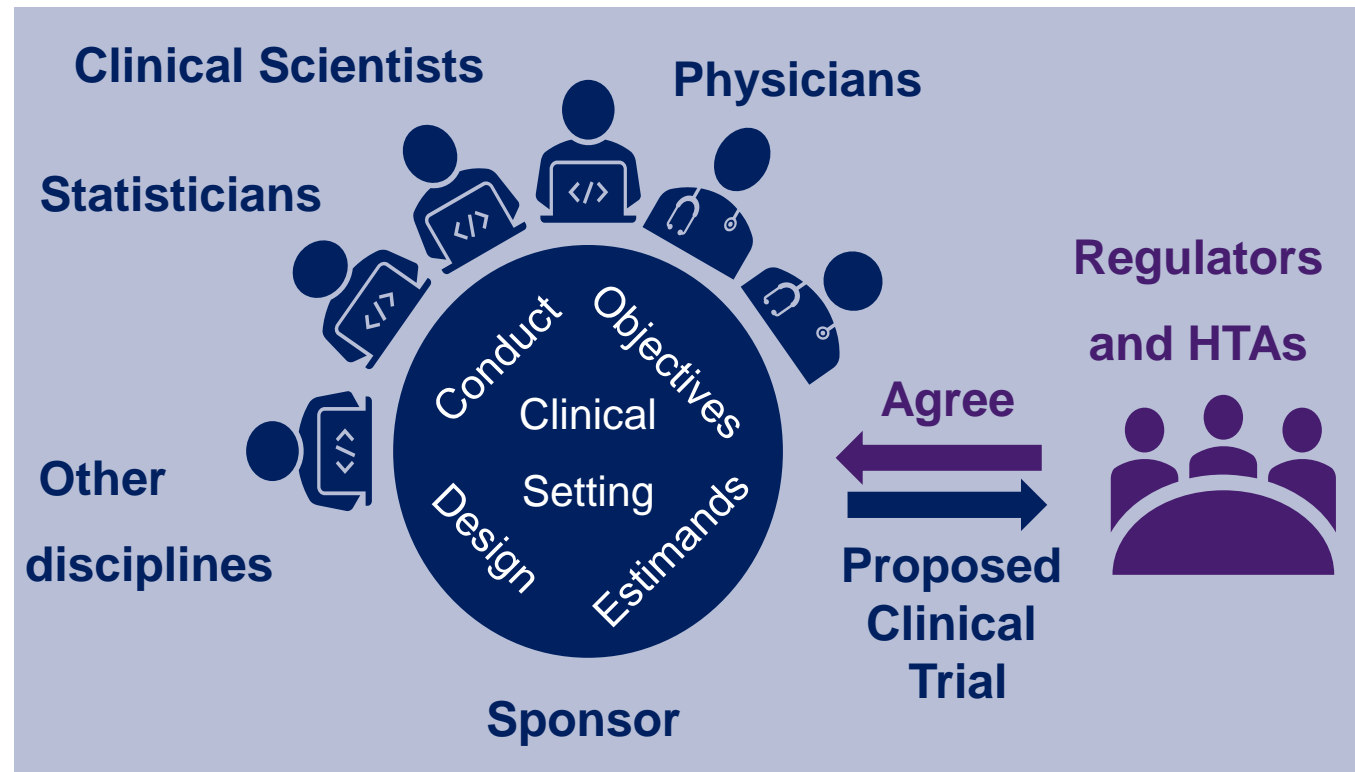 Clinical Scientists
Physicians
Statisticians
Regulators
and HTAs
Other
disciplines
Conduct
Objectives
Clinical
Setting
Design
Estimands
Agree
Proposed
Clinical
Trial
Sponsor
</>
</>
</>
</>